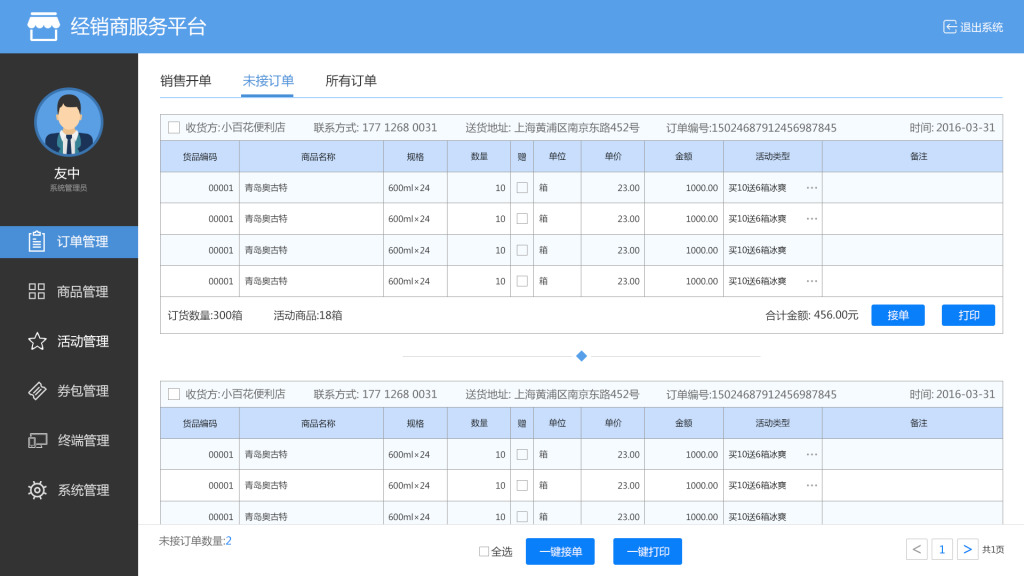 经销商服务平台
退出系统
友中
系统管理员
订单管理
商品管理
活动管理
券包管理
终端管理
系统管理
销售开单 未接订单 所有订单
收货方:小百花便利店 联系方式: 177 1268 0031 送货地址: 上海黄浦区南京东路452号 订单编号:15024687912456987845 时间: 2016-03-31
货品编码 商品名称 规格 数量 赠 单位 单价 金额 活动类型 备注
00001 青岛奥古特 600ml×24 10 箱 23.00 1000.00 买10送6箱冰爽 ···
00001 青岛奥古特 600ml×24 10 箱 23.00 1000.00 买10送6箱冰爽 ···
00001 青岛奥古特 600ml×24 10 箱 23.00 1000.00 买10送6箱冰爽
00001 青岛奥古特 600ml×24 10 箱 23.00 1000.00 买10送6箱冰爽 ···
订货数量:300箱 活动商品:18箱 合计金额: 456.00元 接单 打印
收货方:小百花便利店 联系方式: 177 1268 0031 送货地址: 上海黄浦区南京东路452号 订单编号:15024687912456987845 时间: 2016-03-31
货品编码 商品名称 规格 数量 赠 单位 单价 金额 活动类型 备注
00001 青岛奥古特 600ml×24 10 箱 23.00 1000.00 买10送6箱冰爽 ···
00001 青岛奥古特 600ml×24 10 箱 23.00 1000.00 买10送6箱冰爽 ···
00001 青岛奥古特 600ml×24 10 箱 23.00 1000.00 买10送6箱冰爽
未接订单数量:2 全选 一键接单 一键打印 < 1 > 共1页